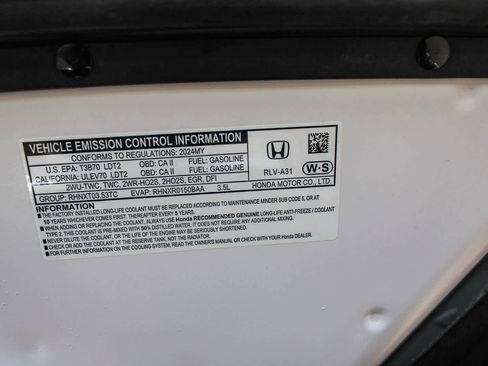 VEHICLE EMISSION CONTROL INFORMATION
CONFORMS TO REGULATIONS: 2024MY
U.S. EPA: T3B70 LDT2 OBD: CA II FUEL: GASOLINE
CALIFORNIA: ULEV70 LDT2 OBD: CA II FUEL: GASOLINE
2WU-TWC, TWC, 2WR-HO2S, 2HO2S, EGR, DFI
GROUP: RHNXT03.53TC EVAP: RHNXR0150BAA 3.5L
HONDA
RLV-A31
W·S
HONDA MOTOR CO., LTD.
IMPORTANT
■THE FACTORY INSTALLED LONG-LIFE ANTI-FREEZE / COOLANT MUST BE REPLACED ACCORDING TO MAINTENANCE MINDER SUB CODE 5, OR AT
10 YEARS WHICHEVER COMES FIRST. THEREAFTER REPLACE EVERY 5 YEARS.
■WHEN ADDING OR REPLACING THE COOLANT, ALWAYS USE Honda RECOMMENDED GENUINE LONG-LIFE ANTI-FREEZE / COOLANT
TYPE 2. THIS COOLANT IS PRE-MIXED WITH 50% DISTILLED WATER. IT DOES NOT REQUIRE ANY ADDITIONAL MIXING.
■NEVER DILUTE THE COOLANT, OR THE LIFE OF THE ENGINE MAY BE SERIOUSLY IMPAIRED.
■CHECK AND ADD COOLANT AT THE RESERVE TANK, NOT THE RADIATOR.
■FOR FURTHER INFORMATION ON COOLING SYSTEM, READ THE OWNER'S MANUAL OR CHECK WITH YOUR Honda DEALER.